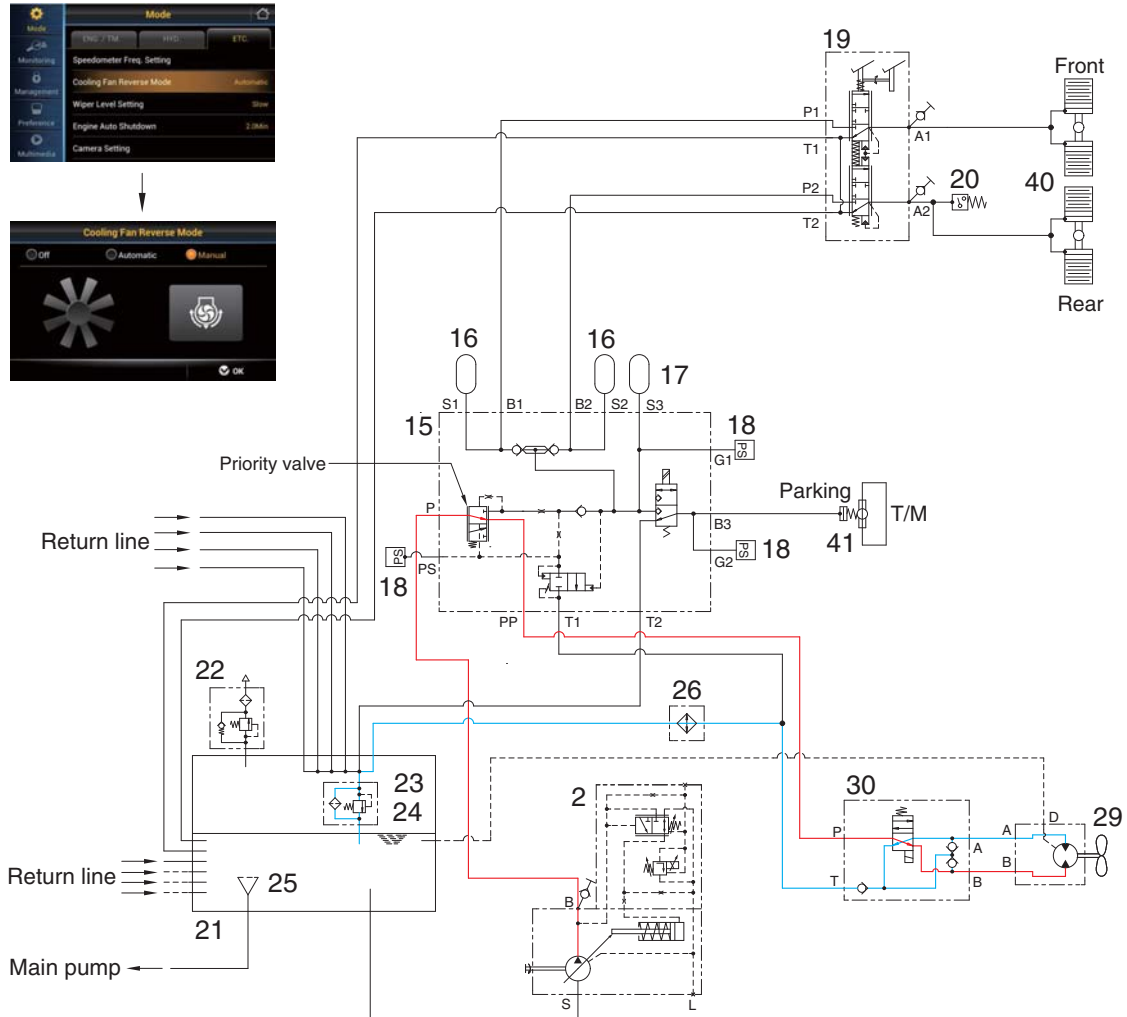 Mode
Mode
ENG. / TM.
HYD.
ETC.
Monitoring
Speedometer Freq. Setting
Management
Cooling Fan Reverse Mode
Automatic
Wiper Level Setting
Slow
Preference
Engine Auto Shutdown
2.0Min
Multimedia
Camera Setting
Cooling Fan Reverse Mode
Off
Automatic
Manual
OK
19
Front
P1
A1
T1
P2
20
40
A2
T2
Rear
16
16
17
S1
B1
B2
S2
S3
15
18
PS
G1
Priority valve
P
Parking
T/M
B3
Return line
41
18
PS
PS
18
PS
G2
PP
T1
T2
22
26
23
24
2
30
29
P
A
D
A
B
B
T
Return line
25
B
21
Main pump
S
L